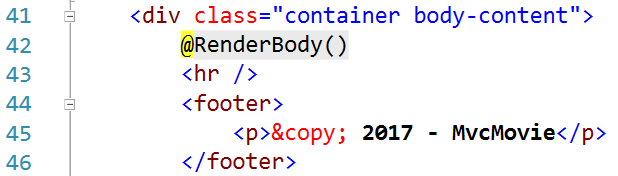 41 <div class="container body-content">
42 @RenderBody()
43 <hr />
44 <footer>
45 <p>&copy; 2017 - MvcMovie</p>
46 </footer>